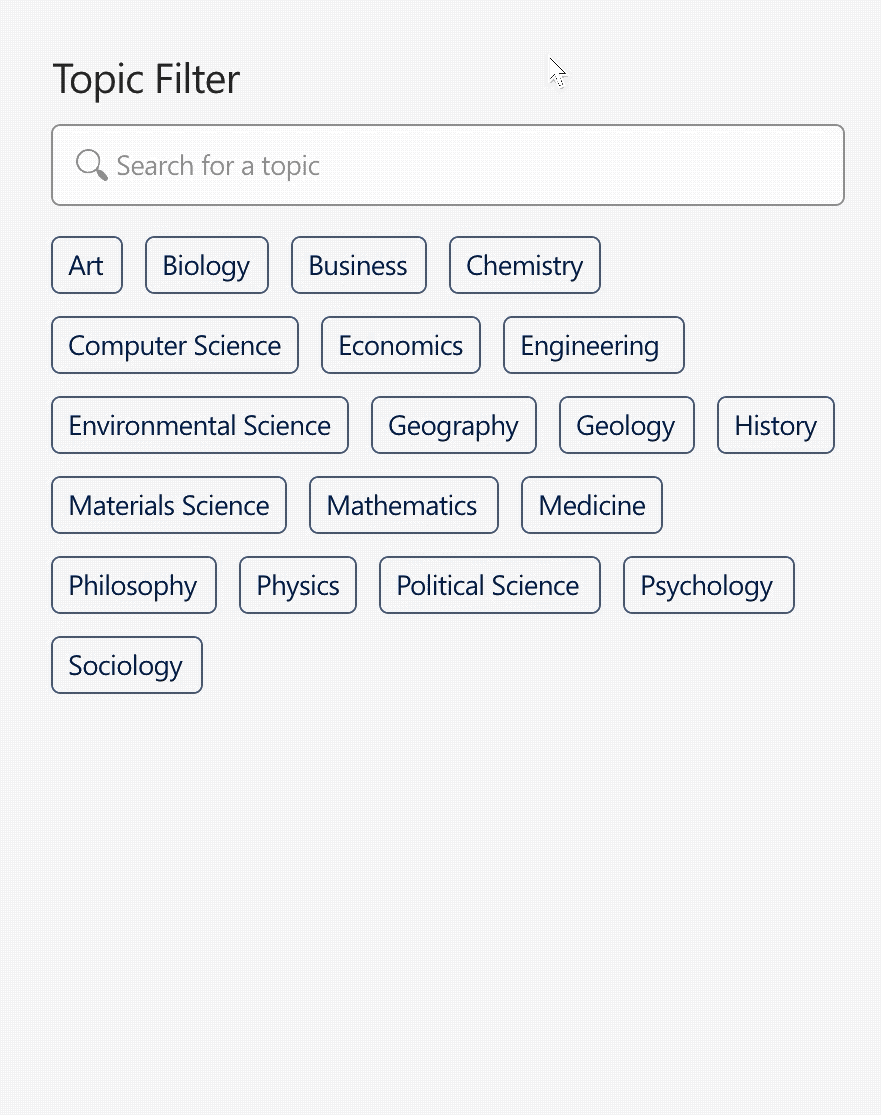 Topic Filter
Search for a topic
Art Biology Business Chemistry
Computer Science Economics Engineering
Environmental Science Geography Geology History
Materials Science Mathematics Medicine
Philosophy Physics Political Science Psychology
Sociology